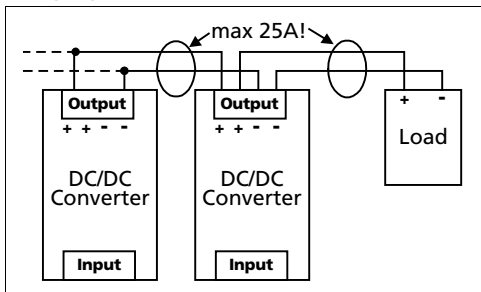 max 25A!
Output
+ + - -
DC/DC
Converter
Input
Output
+ + - -
DC/DC
Converter
Input
+ -
Load